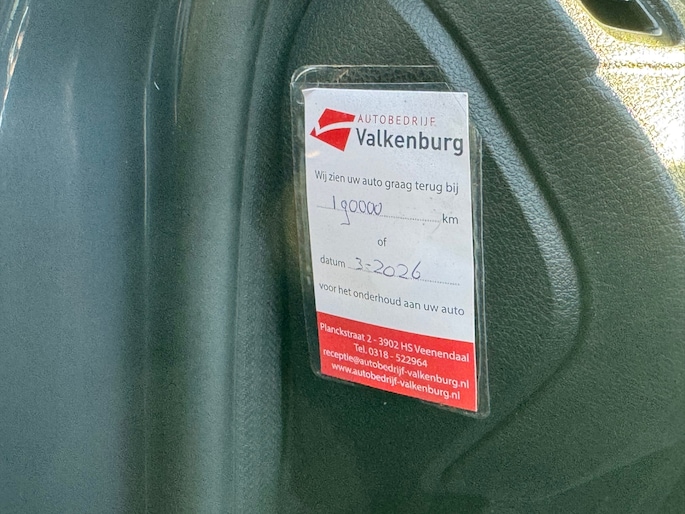 AUTOBEDRIJF
Valkenburg
Wij zien uw auto graag terug bij
190000 km
of
datum 3-2026
voor het onderhoud aan uw auto
Planckstraat 2 - 3902 HS Veenendaal
Tel. 0318 - 522964
receptie@autobedrijf-valkenburg.nl
www.autobedrijf-valkenburg.nl